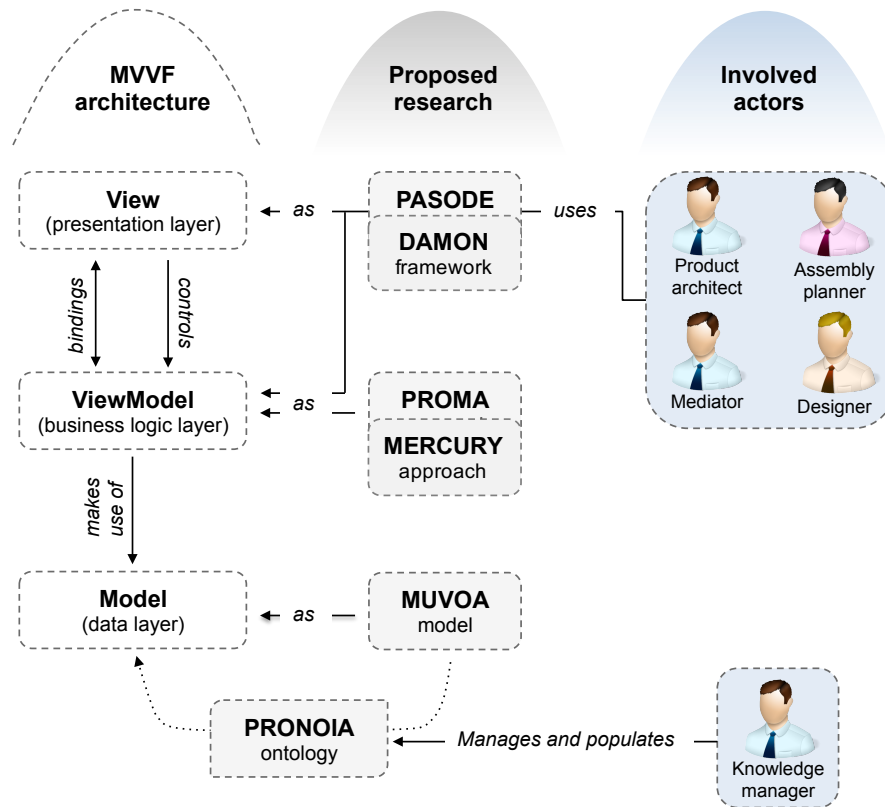 MVVF
architecture
Proposed
research
Involved
actors
View
(presentation layer)
as
PASODE
DAMON
framework
uses
Product
architect
Assembly
planner
Mediator
Designer
bindings
controls
ViewModel
(business logic layer)
as
PROMA
MERCURY
approach
makes
use of
Model
(data layer)
as
MUVOA
model
PRONOIA
ontology
Manages and populates
Knowledge
manager